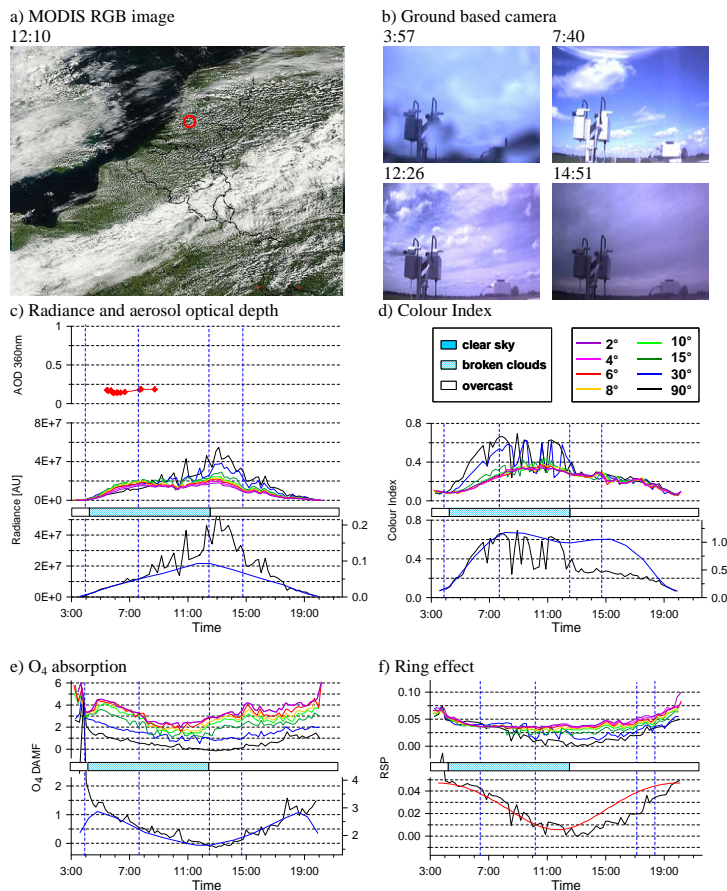 a) MODIS RGB image
12:10
b) Ground based camera
3:57 7:40
12:26 14:51
c) Radiance and aerosol optical depth
AOD 360nm
1
0.5
0
Radiance [AU]
8E+7
4E+7
0E+0
4E+7
2E+7
0E+0
0.2
0.1
0.0
3:00 7:00 11:00 15:00 19:00
Time
d) Colour Index
clear sky
broken clouds
overcast
2° 10°
4° 15°
6° 30°
8° 90°
Colour Index
0.8
0.4
0.0
0.8
0.4
0.0
1.0
0.5
0.0
3:00 7:00 11:00 15:00 19:00
Time
e) O₄ absorption
O₄ DAMF
6
5
4
3
2
1
0
2
1
0
4
3
2
3:00 7:00 11:00 15:00 19:00
Time
f) Ring effect
RSP
0.10
0.05
0.00
0.04
0.02
0.00
3:00 7:00 11:00 15:00 19:00
Time